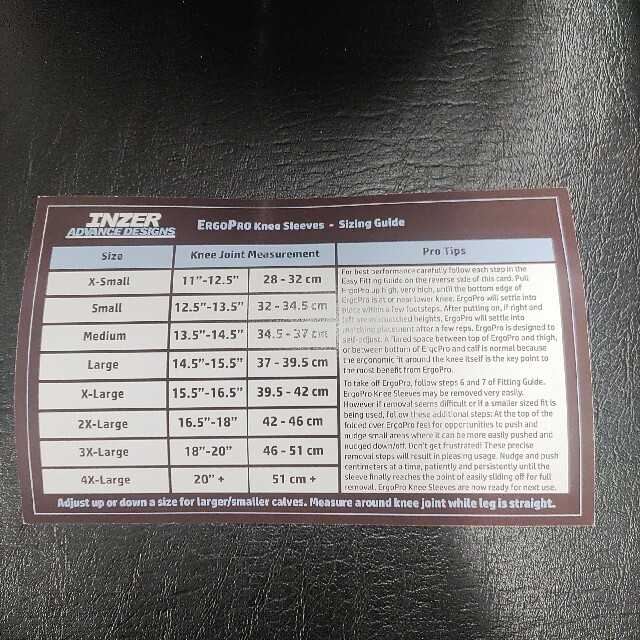 INZER
ADVANCE DESIGNS
ErgoPro Knee Sleeves - Sizing Guide
Size Knee Joint Measurement Pro Tips
X-Small 11"-12.5" 28 - 32 cm
Small 12.5"-13.5" 32 - 34.5 cm
Medium 13.5"-14.5" 34.5 - 37 cm
Large 14.5"-15.5" 37 - 39.5 cm
X-Large 15.5"-16.5" 39.5 - 42 cm
2X-Large 16.5"-18" 42 - 46 cm
3X-Large 18"-20" 46 - 51 cm
4X-Large 20" + 51 cm +
For best performance carefully follow each step in the
Easy Fitting Guide on the reverse side of this card. Pull
ErgoPro up high, very high, until the bottom edge of
ErgoPro is at or near lower knee. ErgoPro will settle into
place within a few footsteps. After putting on, if right and
left are mismatched heights, ErgoPro will settle into
matching placement after a few reps. ErgoPro is designed to
self-adjust. A flared space between top of ErgoPro and thigh,
or between bottom of ErgoPro and calf is normal because
the ergonomic fit around the knee itself is the key point to
the most benefit from ErgoPro.
To take off ErgoPro, follow steps 6 and 7 of Fitting Guide.
ErgoPro Knee Sleeves may be removed very easily.
However if removal seems difficult or if a smaller sized fit is
being used, follow these additional steps: At the top of the
folded over ErgoPro feel for opportunities to push and
nudge small areas where it can be more easily pushed and
nudged down/off. Don't get frustrated! These precise
removal steps will result in pleasing usage. Nudge and push
centimeters at a time, patiently and persistently until the
sleeve finally reaches the point of easily sliding off for full
removal. ErgoPro Knee Sleeves are now ready for next use.
Adjust up or down a size for larger/smaller calves. Measure around knee joint while leg is straight.